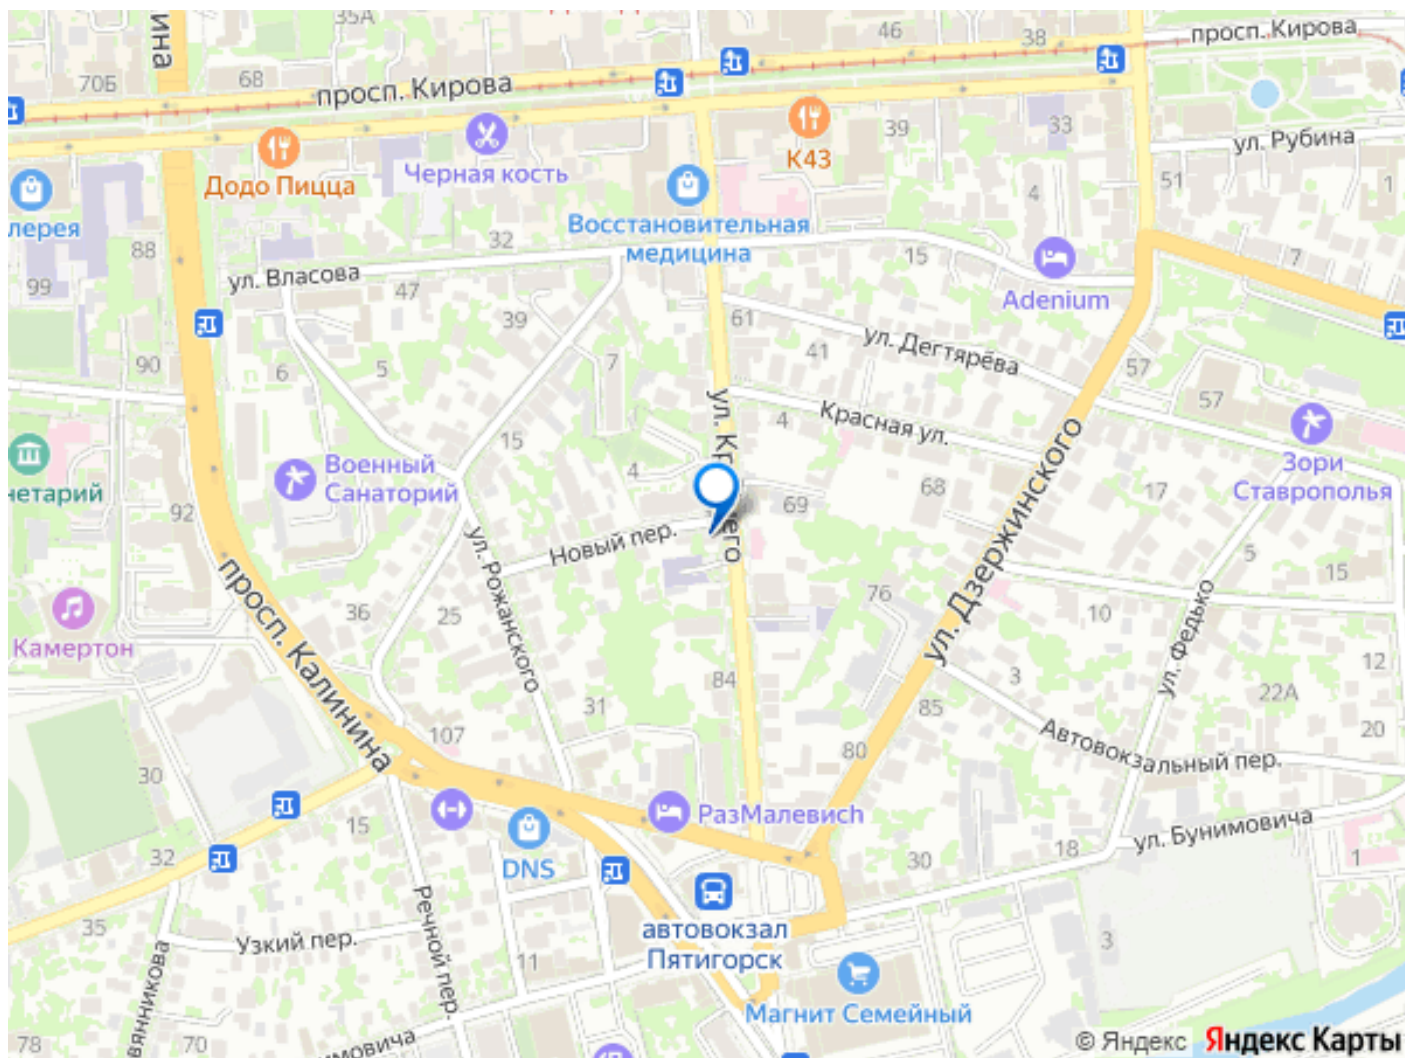 35А
46
38
просп. Кирова
ина
70Б
68
просп. Кирова
39
33
ул. Рубина
К43
Черная кость
Додо Пицца
51
1
4
лерея
88
32
Восстановительная
медицина
15
7
ул. Власова
99
47
Adenium
39
61
ул. Дегтярёва
41
57
90
6
5
7
57
ул. К
4
Красная ул.
15
Военный
Санаторий
4
Зори
Ставрополья
нетарий
92
68
17
69
его
ул. Дзержинского
Новый пер.
ул. Рожанского
5
15
просп. Калинина
36
25
76
10
ул. Федько
Камертон
12
3
22А
84
31
85
20
107
Автовокзальный пер.
80
30
РазМалевич
15
ул. Бунимовича
DNS
32
30
18
1
Речной пер.
35
автовокзал
Пятигорск
Узкий пер.
3
11
вянникова
Магнит Семейный
78
70
имовича
© Яндекс
Яндекс Карты